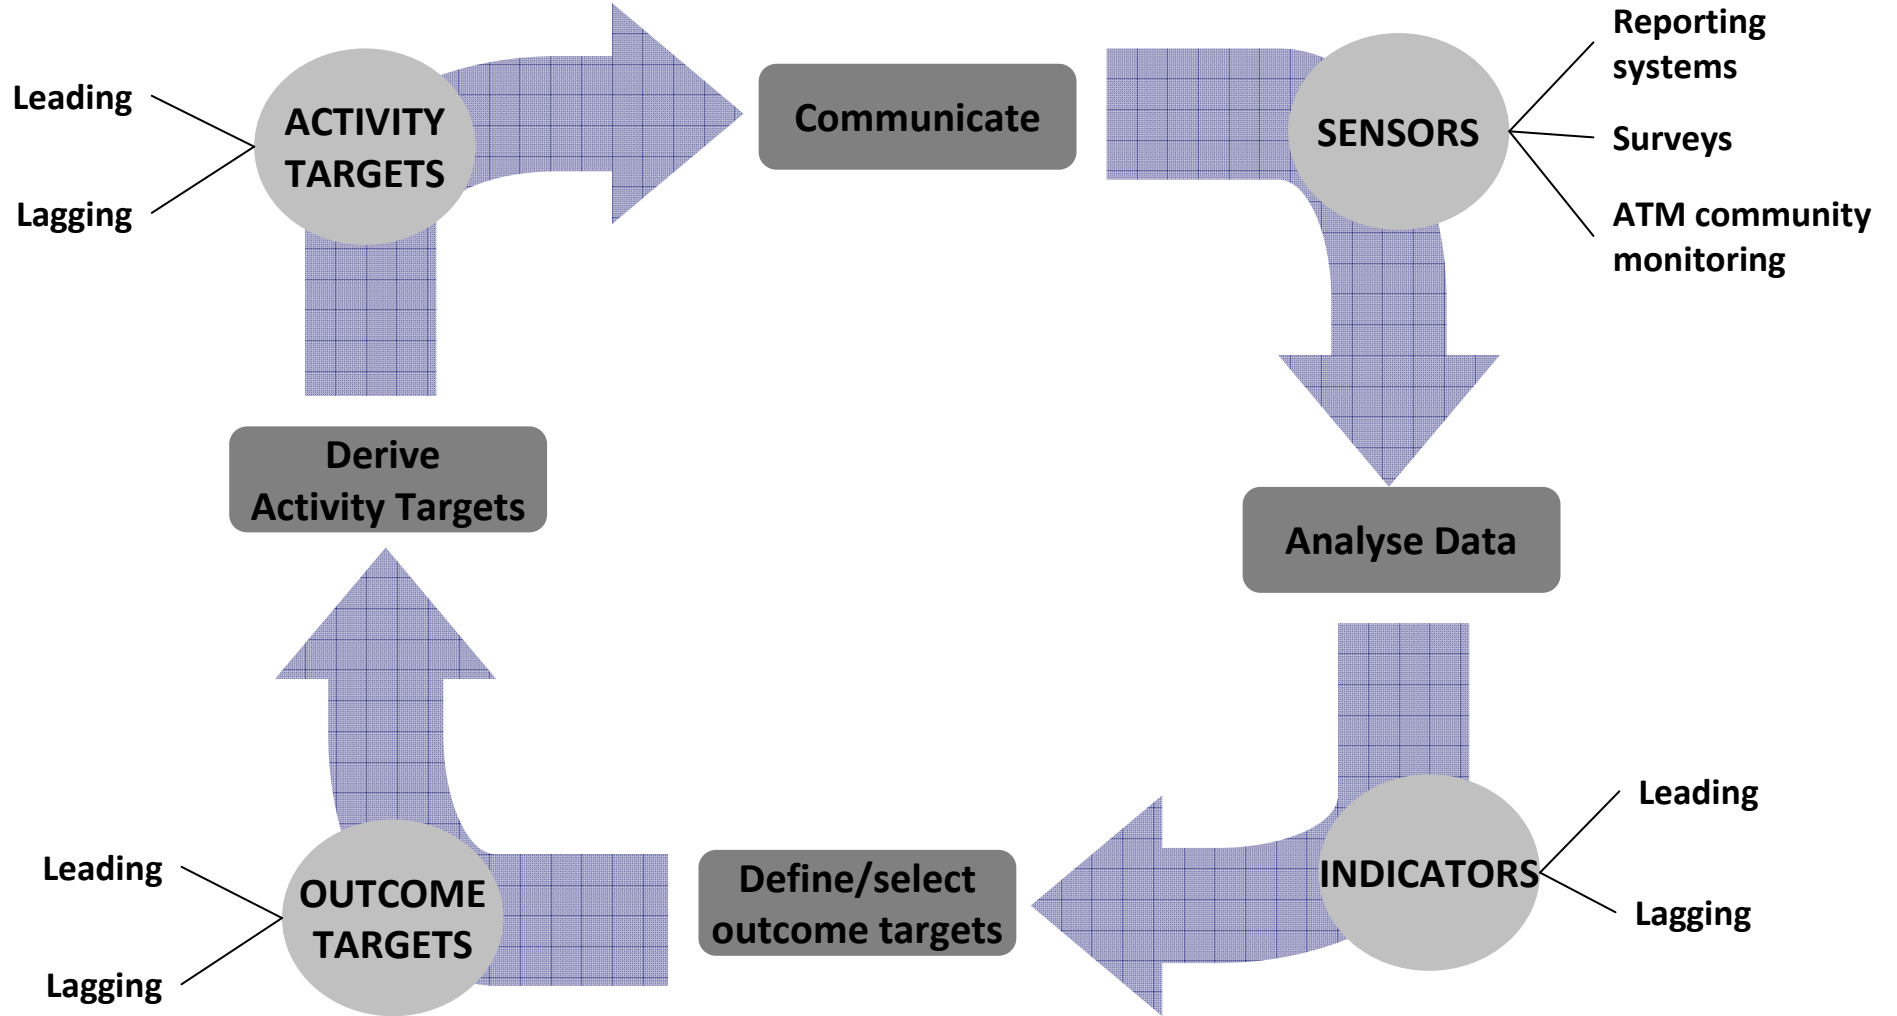 Leading
Lagging
ACTIVITY
TARGETS
Communicate
SENSORS
Reporting
systems
Surveys
ATM community
monitoring
Derive
Activity Targets
Analyse Data
Leading
Lagging
OUTCOME
TARGETS
Define/select
outcome targets
INDICATORS
Leading
Lagging